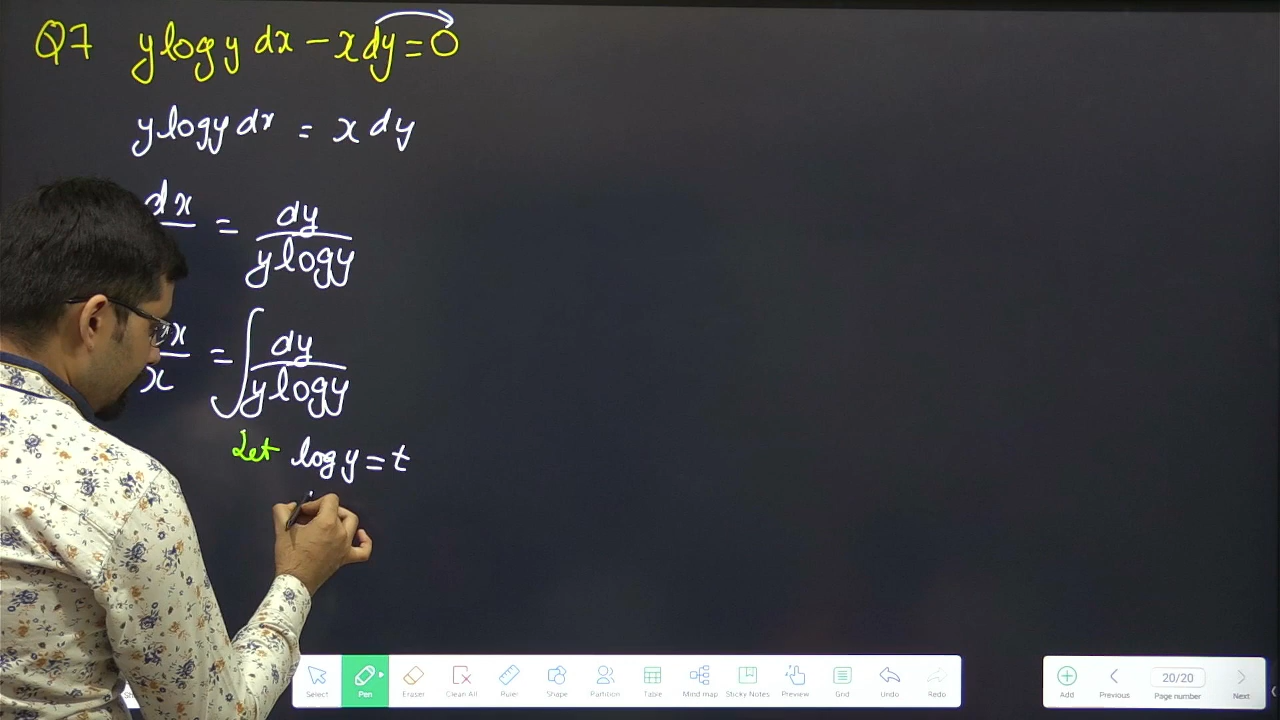 Q7 y log y dx - x dy = 0
y log y dx = x dy
dx = dy
y log y
x = ∫ dy
x y log y
Let log y = t
Select Pen Eraser Clean All Ruler Shape Partition Table Mind map Sticky Notes Preview Grid Undo Redo
Add Previous 20/20 Page number Next